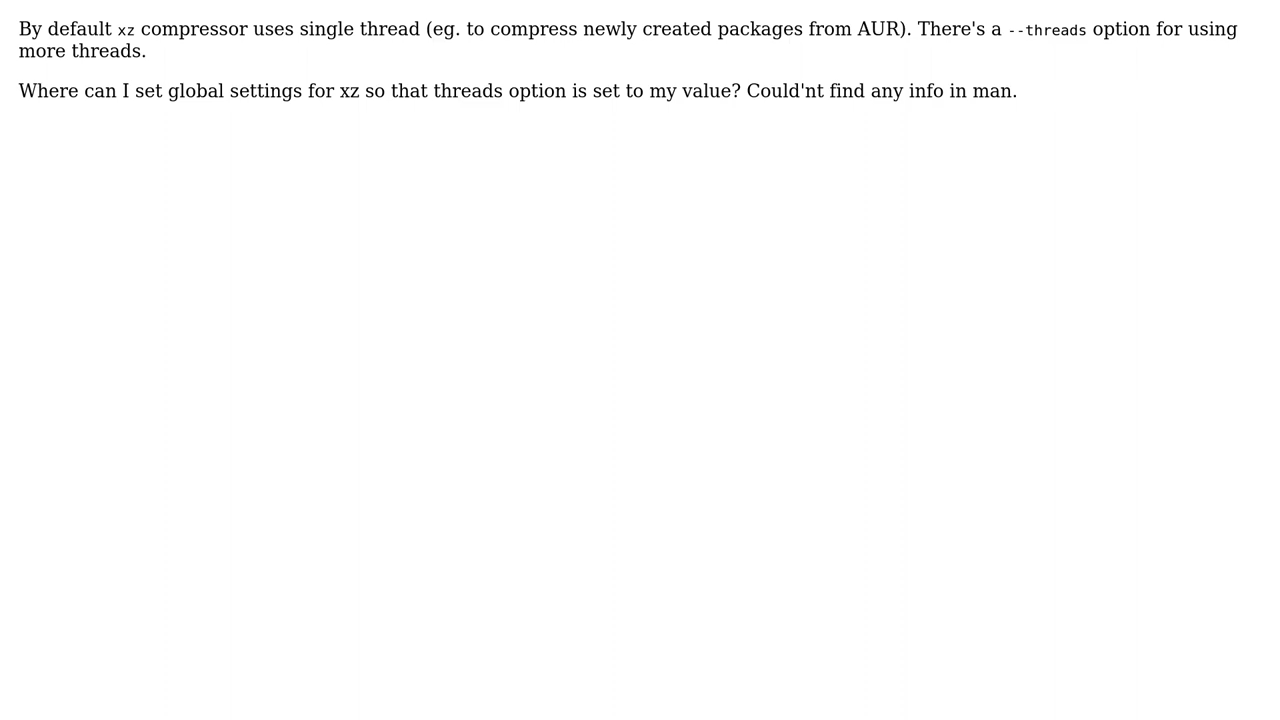 By default xz compressor uses single thread (eg. to compress newly created packages from AUR). There's a --threads option for using
more threads.
Where can I set global settings for xz so that threads option is set to my value? Could'nt find any info in man.